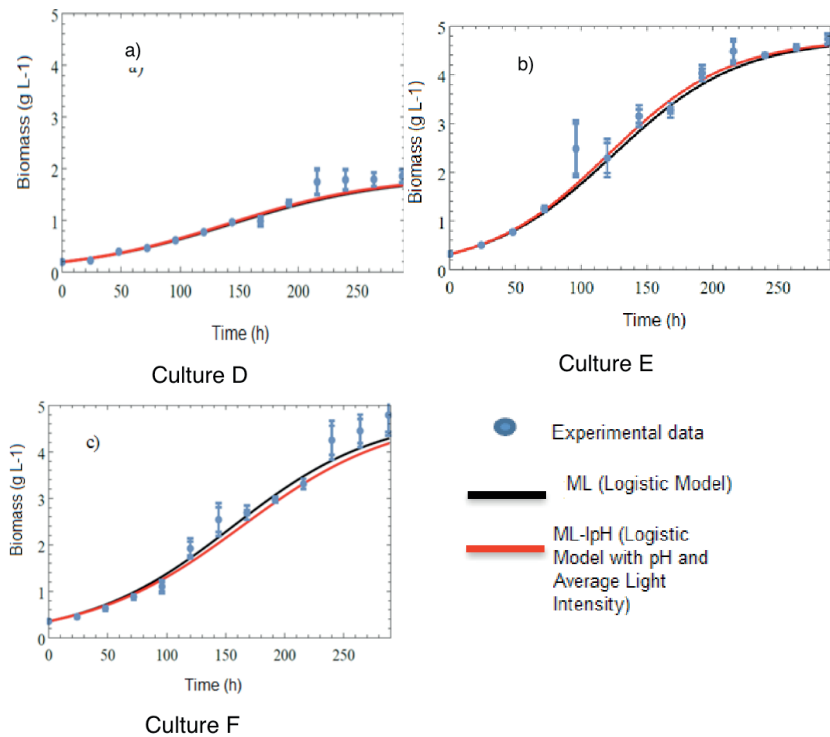 a)
a)
Biomass (g L-1)
5
4
3
2
1
0
0 50 100 150 200 250
Time (h)
Culture D
b)
Biomass (g L-1)
5
4
3
2
1
0
0 50 100 150 200 250
Time (h)
Culture E
c)
Biomass (g L-1)
5
4
3
2
1
0
0 50 100 150 200 250
Time (h)
Culture F
Experimental data
ML (Logistic Model)
ML-IpH (Logistic
Model with pH and
Average Light
Intensity)